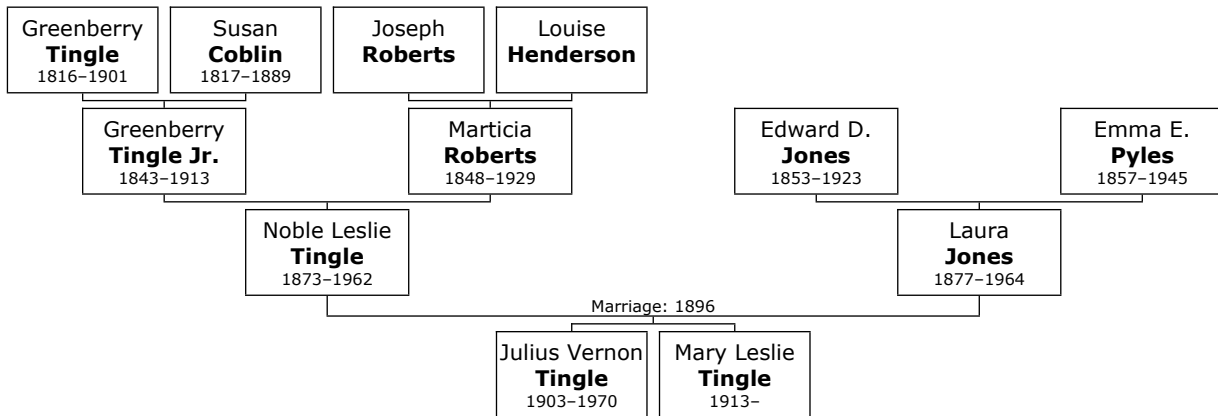 Greenberry
Tingle
1816–1901
Susan
Coblin
1817–1889
Joseph
Roberts
Louise
Henderson
Greenberry
Tingle Jr.
1843–1913
Marticia
Roberts
1848–1929
Edward D.
Jones
1853–1923
Emma E.
Pyles
1857–1945
Noble Leslie
Tingle
1873–1962
Laura
Jones
1877–1964
Marriage: 1896
Julius Vernon
Tingle
1903–1970
Mary Leslie
Tingle
1913–